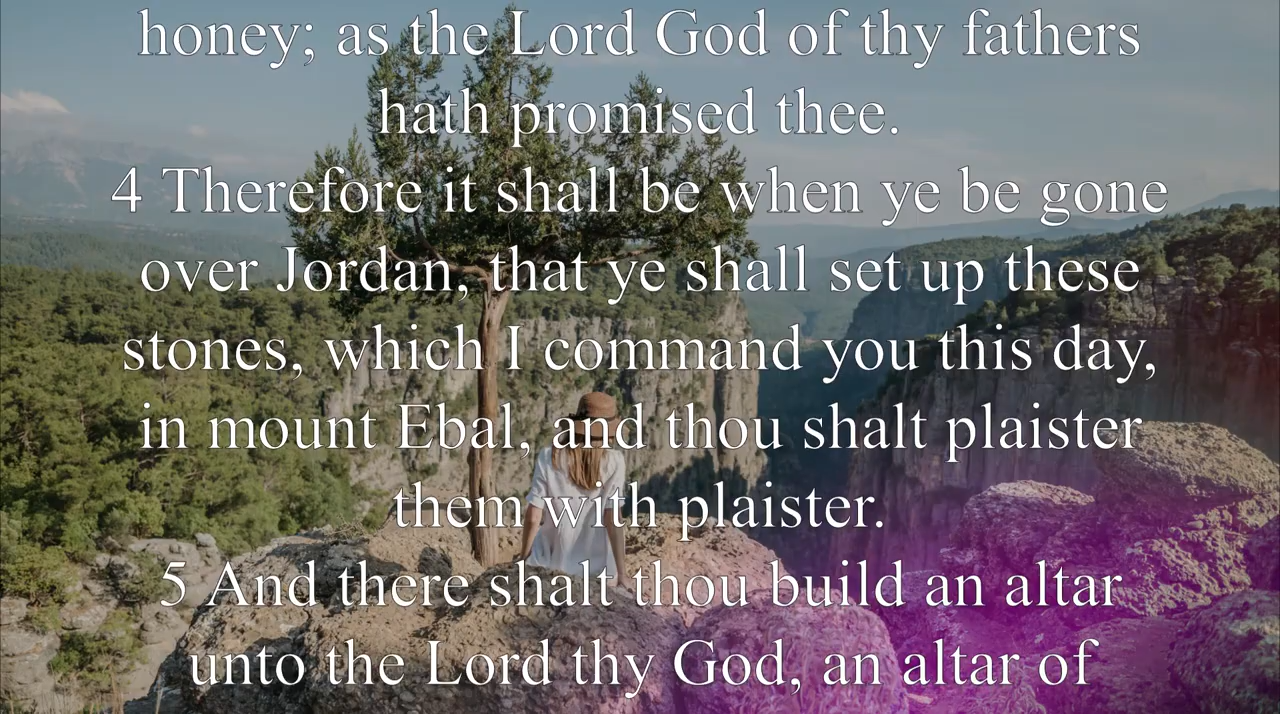 honey; as the Lord God of thy fathers
hath promised thee.
4 Therefore it shall be when ye be gone
over Jordan, that ye shall set up these
stones, which I command you this day,
in mount Ebal, and thou shalt plaister
them with plaister.
5 And there shalt thou build an altar
unto the Lord thy God, an altar of